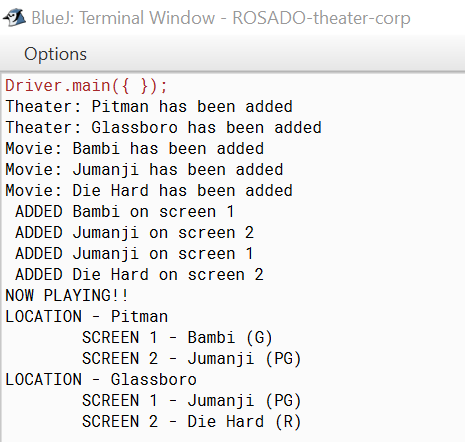 BlueJ: Terminal Window - ROSADO-theater-corp
Options
Driver.main({ });
Theater: Pitman has been added
Theater: Glassboro has been added
Movie: Bambi has been added
Movie: Jumanji has been added
Movie: Die Hard has been added
 ADDED Bambi on screen 1
 ADDED Jumanji on screen 2
 ADDED Jumanji on screen 1
 ADDED Die Hard on screen 2
NOW PLAYING!!
LOCATION - Pitman
        SCREEN 1 - Bambi (G)
        SCREEN 2 - Jumanji (PG)
LOCATION - Glassboro
        SCREEN 1 - Jumanji (PG)
        SCREEN 2 - Die Hard (R)